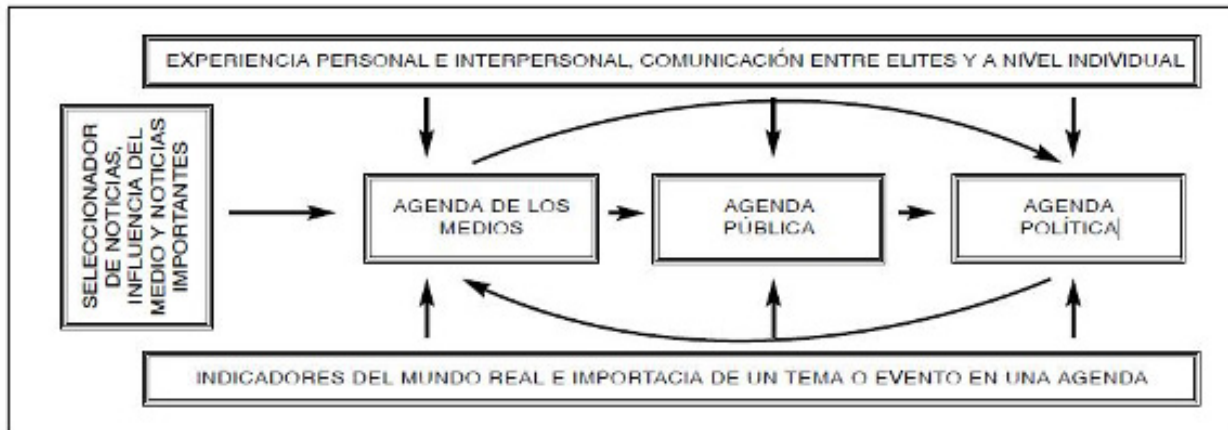 EXPERIENCIA PERSONAL E INTERPERSONAL, COMUNICACIÓN ENTRE ELITES Y A NIVEL INDIVIDUAL
SELECCIONADOR
DE NOTICIAS,
INFLUENCIA DEL
MEDIO Y NOTICIAS
IMPORTANTES
AGENDA DE LOS
MEDIOS
AGENDA
PÚBLICA
AGENDA
POLÍTICA
INDICADORES DEL MUNDO REAL E IMPORTACIA DE UN TEMA O EVENTO EN UNA AGENDA